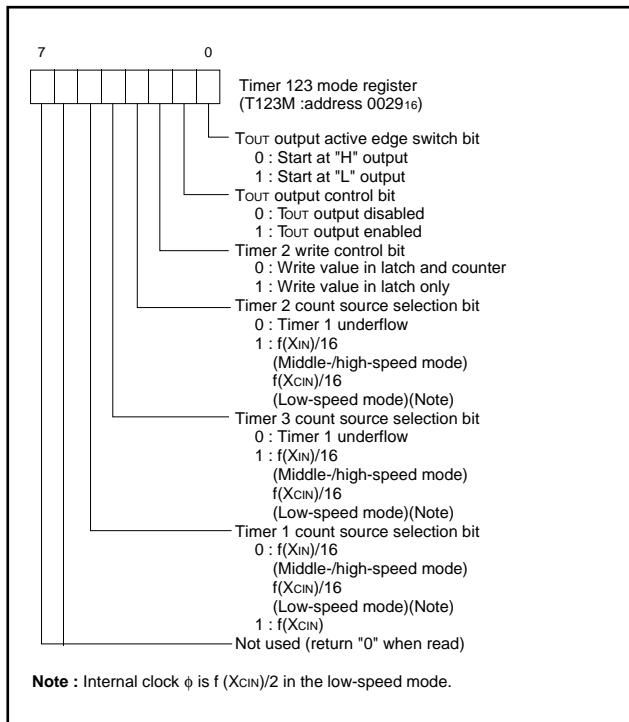 7 0
Timer 123 mode register
(T123M :address 002916)
TOUT output active edge switch bit
0 : Start at "H" output
1 : Start at "L" output
TOUT output control bit
0 : TOUT output disabled
1 : TOUT output enabled
Timer 2 write control bit
0 : Write value in latch and counter
1 : Write value in latch only
Timer 2 count source selection bit
0 : Timer 1 underflow
1 : f(XIN)/16
(Middle-/high-speed mode)
f(XCIN)/16
(Low-speed mode)(Note)
Timer 3 count source selection bit
0 : Timer 1 underflow
1 : f(XIN)/16
(Middle-/high-speed mode)
f(XCIN)/16
(Low-speed mode)(Note)
Timer 1 count source selection bit
0 : f(XIN)/16
(Middle-/high-speed mode)
f(XCIN)/16
(Low-speed mode)(Note)
1 : f(XCIN)
Not used (return "0" when read)
Note : Internal clock ϕ is f (XCIN)/2 in the low-speed mode.